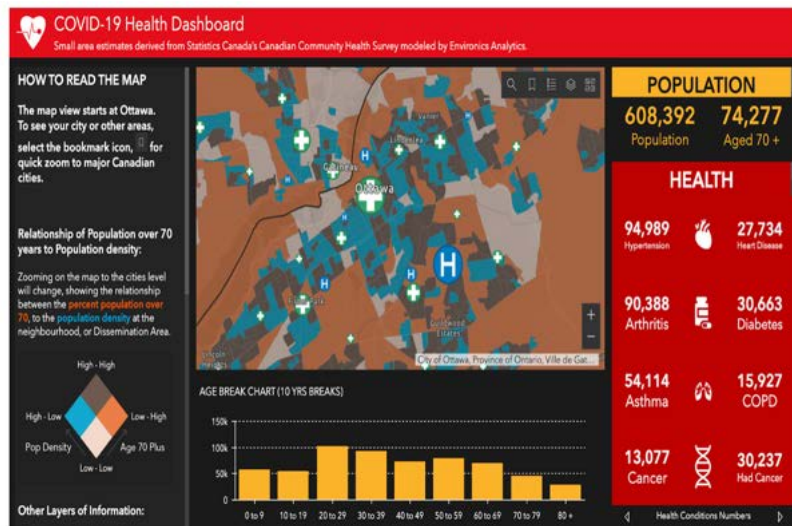 COVID-19 Health Dashboard
Small area estimates derived from Statistics Canada's Canadian Community Health Survey modeled by Environics Analytics.
HOW TO READ THE MAP
The map view starts at Ottawa.
To see your city or other areas,
select the bookmark icon, for
quick zoom to major Canadian
cities.
Relationship of Population over 70
years to Population density:
Zooming on the map to the cities level
will change, showing the relationship
between the percent population over
70, to the population density at the
neighbourhood, or Dissemination Area.
High - High
High - Low
Low - High
Pop Density
Age 70 Plus
Low - Low
Other Layers of Information:
Vanier
Gatineau
Ottawa
H
H
H
H
H
H
Guildwood
Estates
Lincoln
Heights
City of Ottawa, Province of Ontario, Ville de Gat...
AGE BREAK CHART (10 YRS BREAKS)
150k
100k
50k
0
0 to 9
10 to 19
20 to 29
30 to 39
40 to 49
50 to 59
60 to 69
70 to 79
80 +
POPULATION
608,392
Population
74,277
Aged 70 +
HEALTH
94,989
Hypertension
27,734
Heart Disease
90,388
Arthritis
30,663
Diabetes
54,114
Asthma
15,927
COPD
13,077
Cancer
30,237
Had Cancer
Health Conditions Numbers